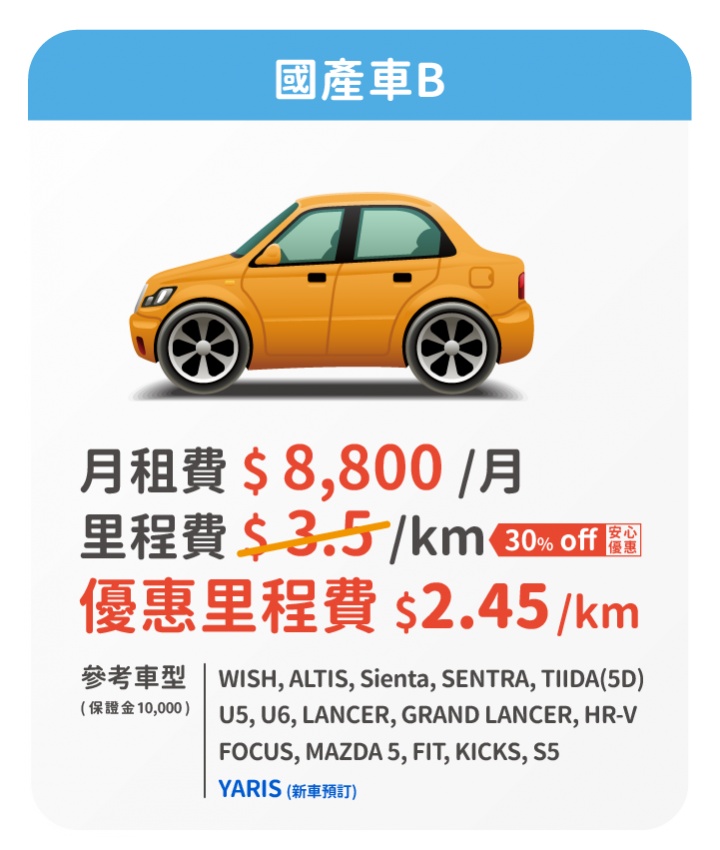 國產車B
月租費 $ 8,800 /月
里程費 $ 3.5 /km 30% off 安心優惠
優惠里程費 $2.45/km
參考車型
(保證金10,000)
WISH, ALTIS, Sienta, SENTRA, TIIDA(5D)
U5, U6, LANCER, GRAND LANCER, HR-V
FOCUS, MAZDA 5, FIT, KICKS, S5
YARIS (新車預訂)